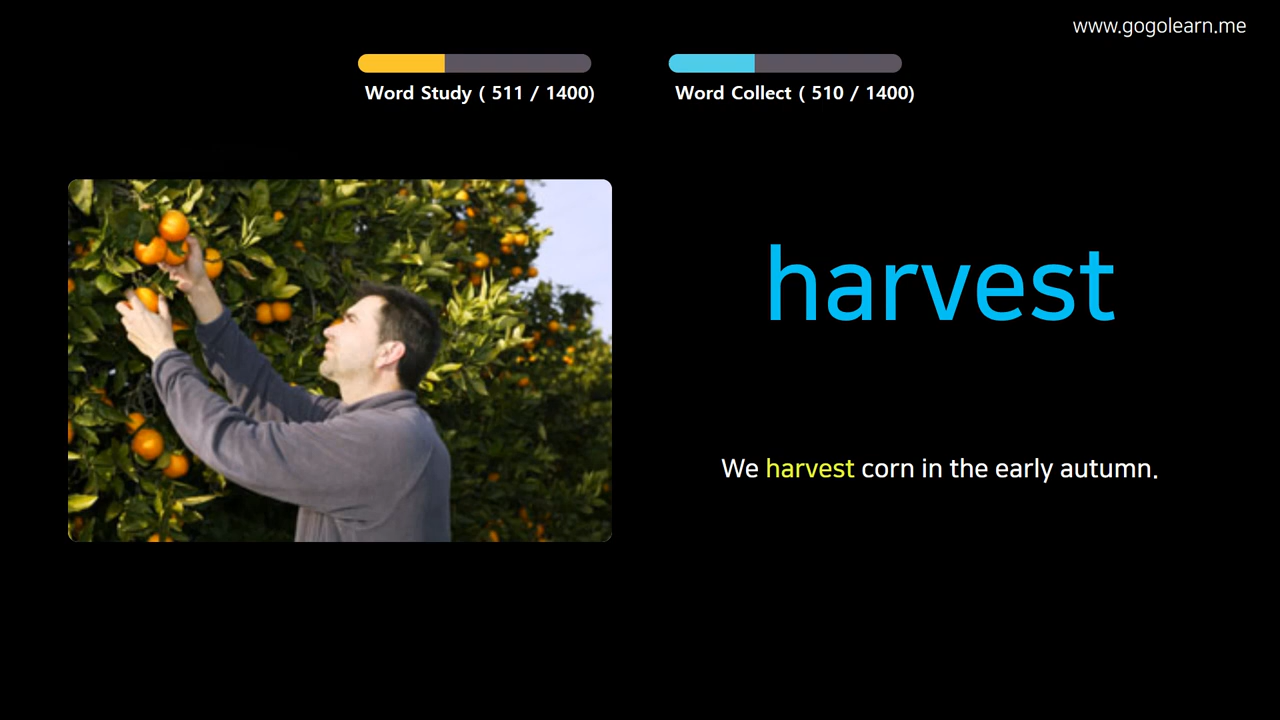 www.gogolearn.me
Word Study ( 511 / 1400)
Word Collect ( 510 / 1400)
harvest
We harvest corn in the early autumn.